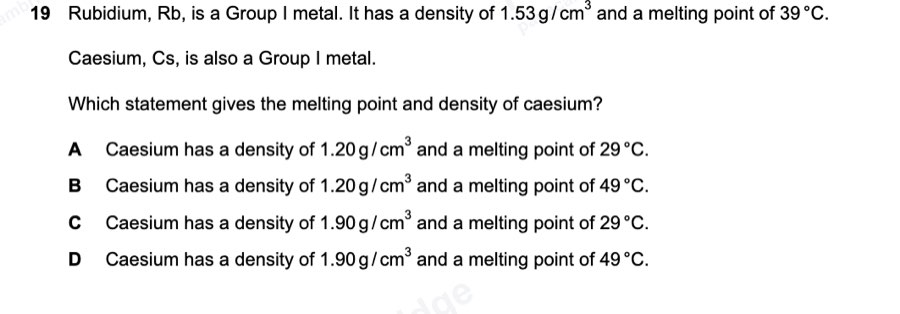 19 Rubidium, Rb, is a Group I metal. It has a density of 1.53 g/cm³ and a melting point of 39 °C.
Caesium, Cs, is also a Group I metal.
Which statement gives the melting point and density of caesium?
A Caesium has a density of 1.20 g/cm³ and a melting point of 29 °C.
B Caesium has a density of 1.20 g/cm³ and a melting point of 49 °C.
C Caesium has a density of 1.90 g/cm³ and a melting point of 29 °C.
D Caesium has a density of 1.90 g/cm³ and a melting point of 49 °C.